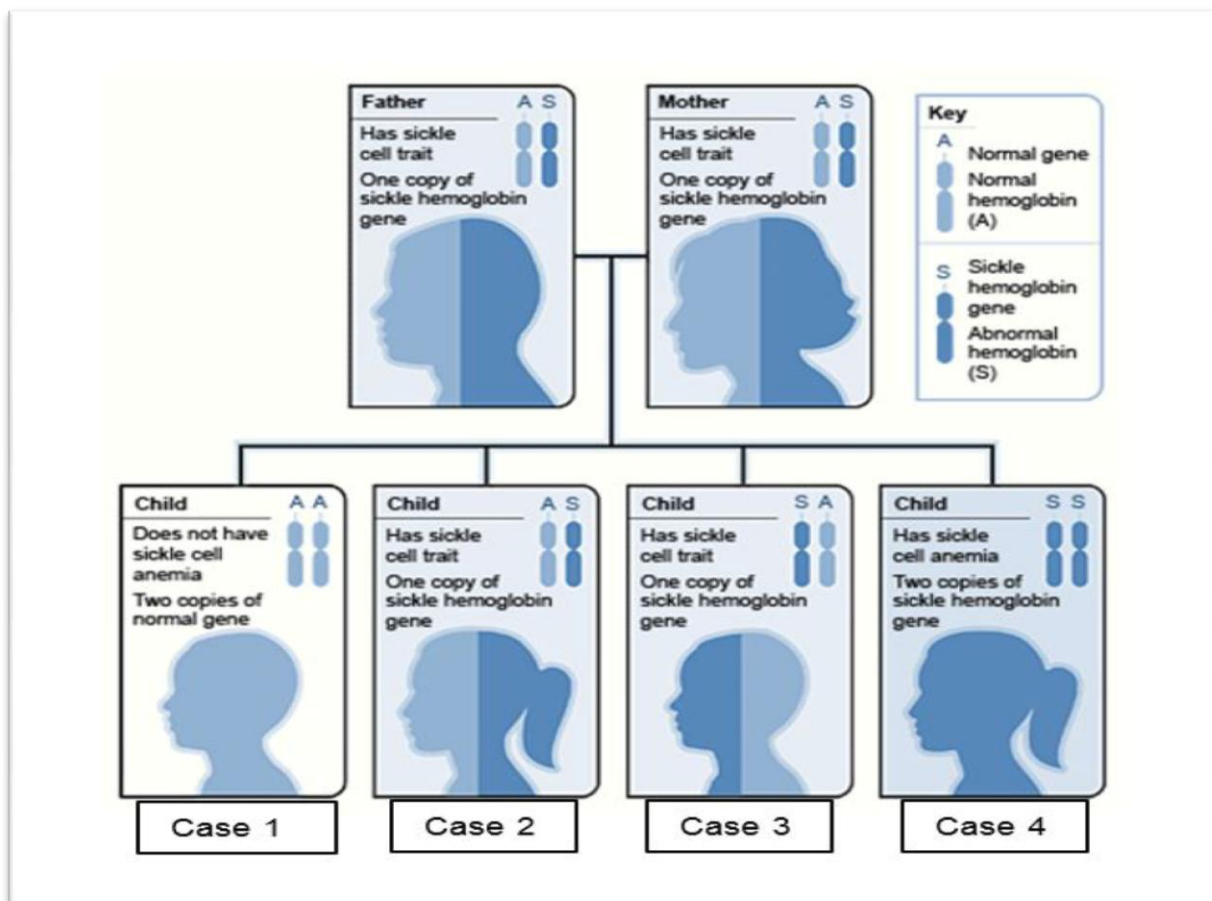 Father
A S
Has sickle
cell trait
One copy of
sickle hemoglobin
gene
Mother
A S
Has sickle
cell trait
One copy of
sickle hemoglobin
gene
Key
A
Normal gene
Normal
hemoglobin
(A)
S
Sickle
hemoglobin
gene
Abnormal
hemoglobin
(S)
Child
A A
Does not have
sickle cell
anemia
Two copies of
normal gene
Child
A S
Has sickle
cell trait
One copy of
sickle hemoglobin
gene
Child
S A
Has sickle
cell trait
One copy of
sickle hemoglobin
gene
Child
S S
Has sickle
cell anemia
Two copies of
sickle hemoglobin
gene
Case 1
Case 2
Case 3
Case 4